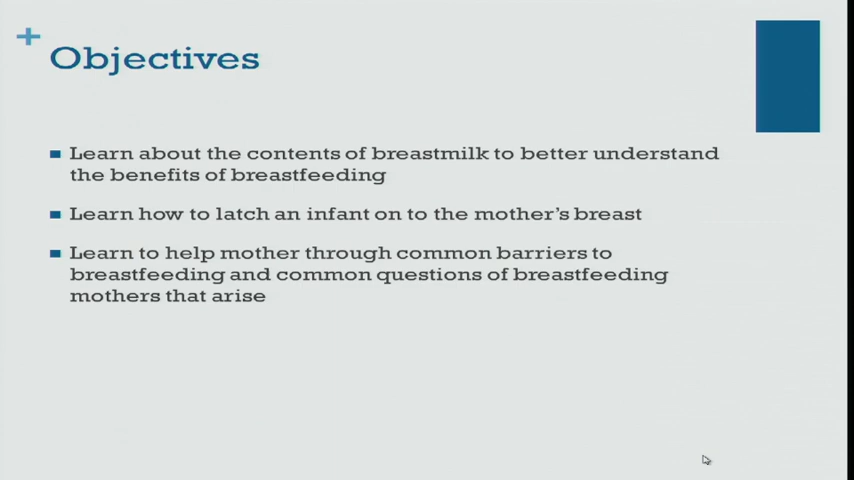 +
Objectives
Learn about the contents of breastmilk to better understand
the benefits of breastfeeding
Learn how to latch an infant on to the mother's breast
Learn to help mother through common barriers to
breastfeeding and common questions of breastfeeding
mothers that arise